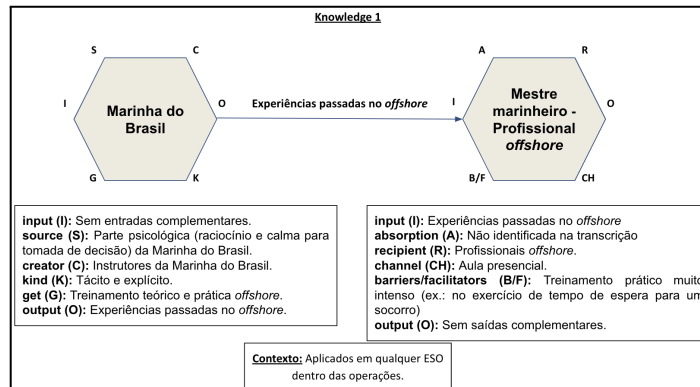 Knowledge 1
S
C
A
R
I
Marinha do
Brasil
O
Experiências passadas no offshore
I
Mestre
marinheiro -
Profissional
offshore
O
G
K
B/F
CH
input (I): Sem entradas complementares.
source (S): Parte psicológica (raciocínio e calma para
tomada de decisão) da Marinha do Brasil.
creator (C): Instrutores da Marinha do Brasil.
kind (K): Tácito e explícito.
get (G): Treinamento teórico e prática offshore.
output (O): Experiências passadas no offshore.
input (I): Experiências passadas no offshore
absorption (A): Não identificada na transcrição
recipient (R): Profissionais offshore.
channel (CH): Aula presencial.
barriers/facilitators (B/F): Treinamento prático muito
intenso (ex.: no exercício de tempo de espera para um
socorro)
output (O): Sem saídas complementares.
Contexto: Aplicados em qualquer ESO
dentro das operações.